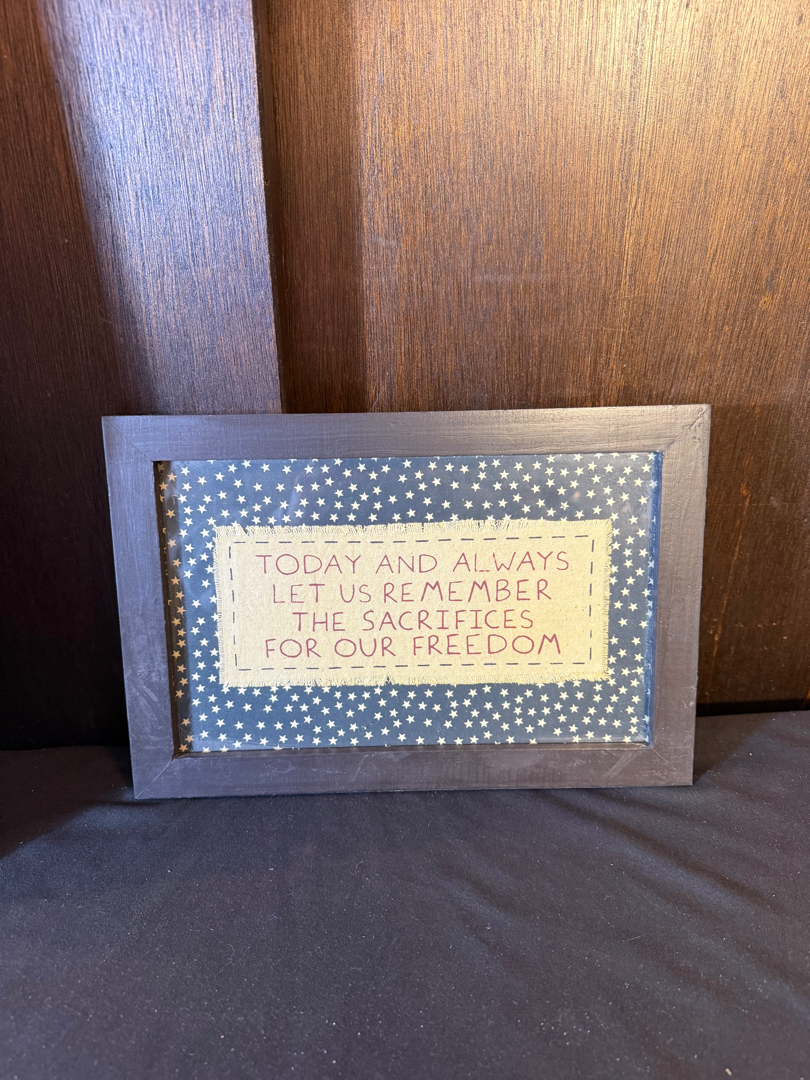 TODAY AND ALWAYS
LET US REMEMBER
THE SACRIFICES
FOR OUR FREEDOM